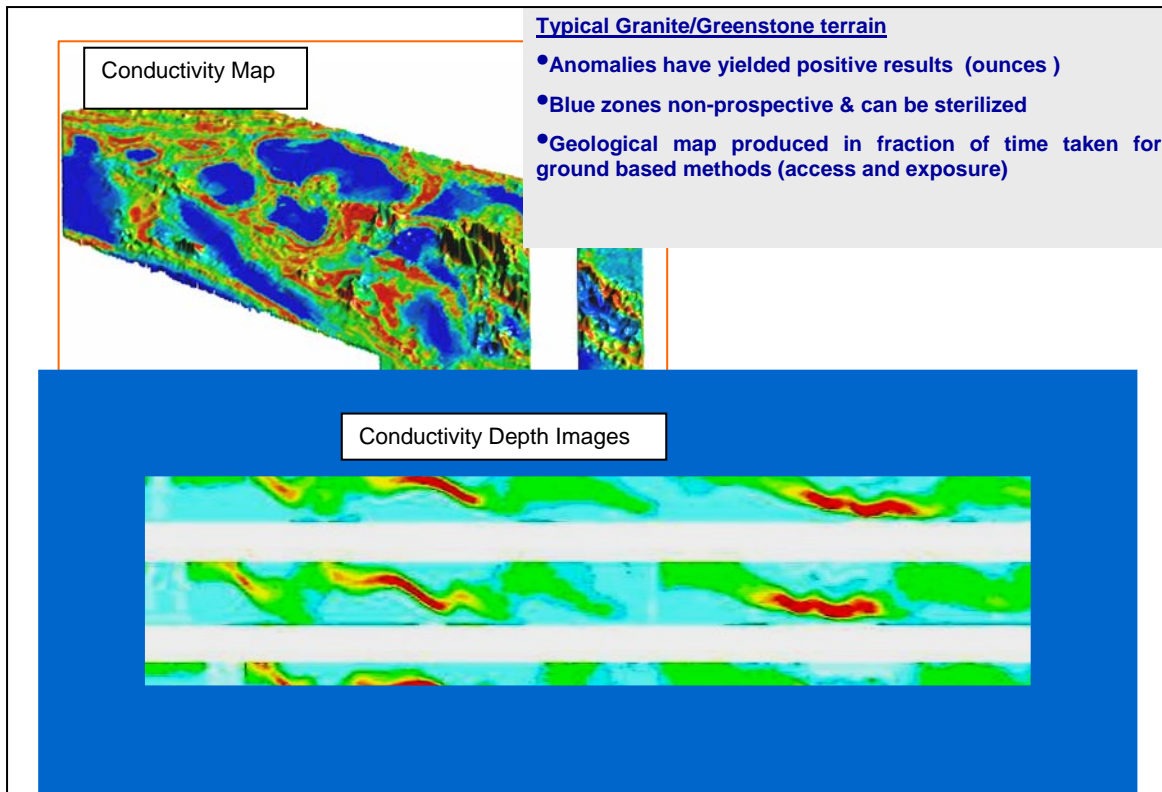 Conductivity Map
Typical Granite/Greenstone terrain
•Anomalies have yielded positive results (ounces )
•Blue zones non-prospective & can be sterilized
•Geological map produced in fraction of time taken for
ground based methods (access and exposure)
Conductivity Depth Images